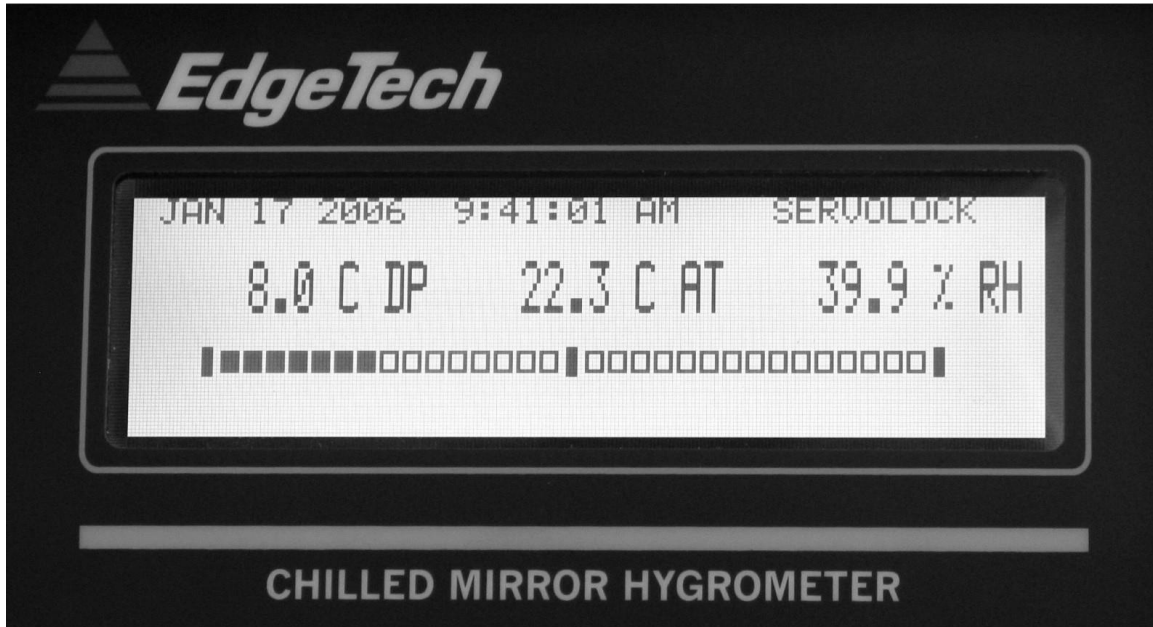 EdgeTech
JAN 17 2006 9:41:01 AM SERVOLOCK
8.0 C DP 22.3 C AT 39.9 % RH
CHILLED MIRROR HYGROMETER